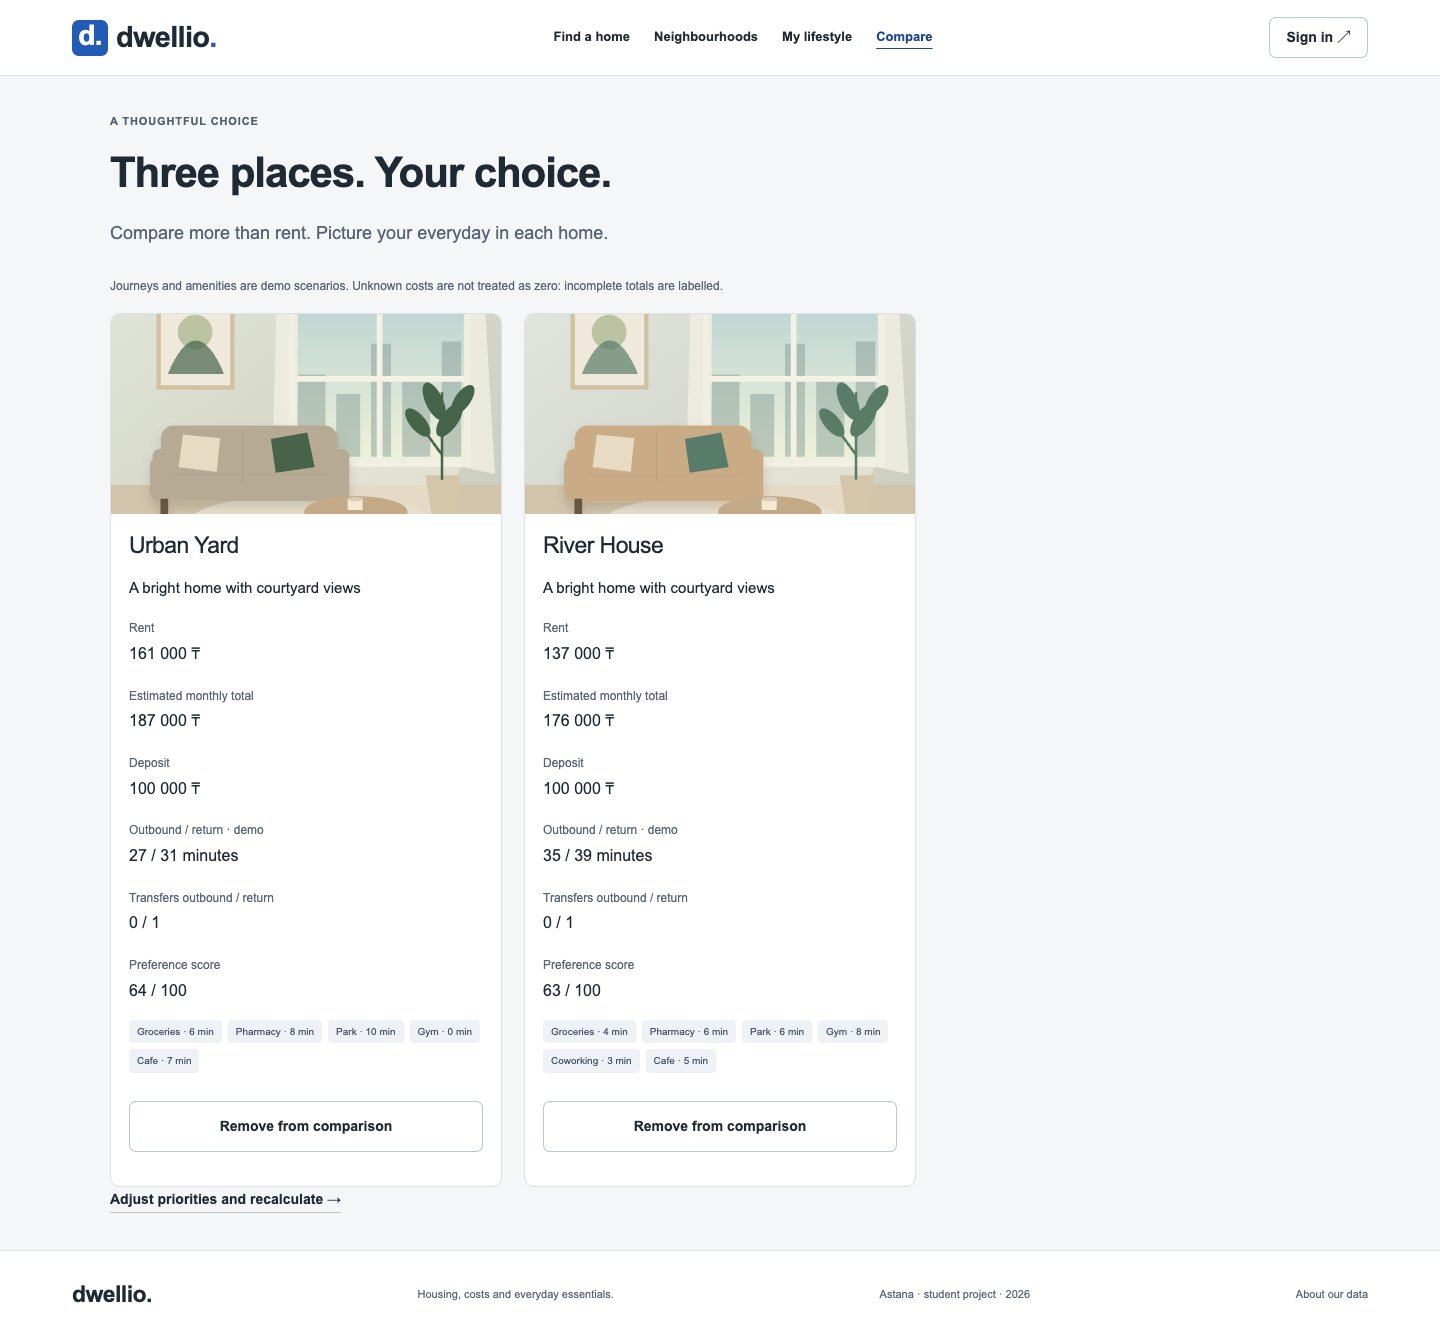 d. dwellio.
Find a home Neighbourhoods My lifestyle Compare
Sign in ↗
A THOUGHTFUL CHOICE
Three places. Your choice.
Compare more than rent. Picture your everyday in each home.
Journeys and amenities are demo scenarios. Unknown costs are not treated as zero: incomplete totals are labelled.
Urban Yard
A bright home with courtyard views
Rent
161 000 ₸
Estimated monthly total
187 000 ₸
Deposit
100 000 ₸
Outbound / return · demo
27 / 31 minutes
Transfers outbound / return
0 / 1
Preference score
64 / 100
Groceries · 6 min Pharmacy · 8 min Park · 10 min Gym · 0 min
Cafe · 7 min
Remove from comparison
River House
A bright home with courtyard views
Rent
137 000 ₸
Estimated monthly total
176 000 ₸
Deposit
100 000 ₸
Outbound / return · demo
35 / 39 minutes
Transfers outbound / return
0 / 1
Preference score
63 / 100
Groceries · 4 min Pharmacy · 6 min Park · 6 min Gym · 8 min
Coworking · 3 min Cafe · 5 min
Remove from comparison
Adjust priorities and recalculate →
dwellio.
Housing, costs and everyday essentials.
Astana · student project · 2026
About our data